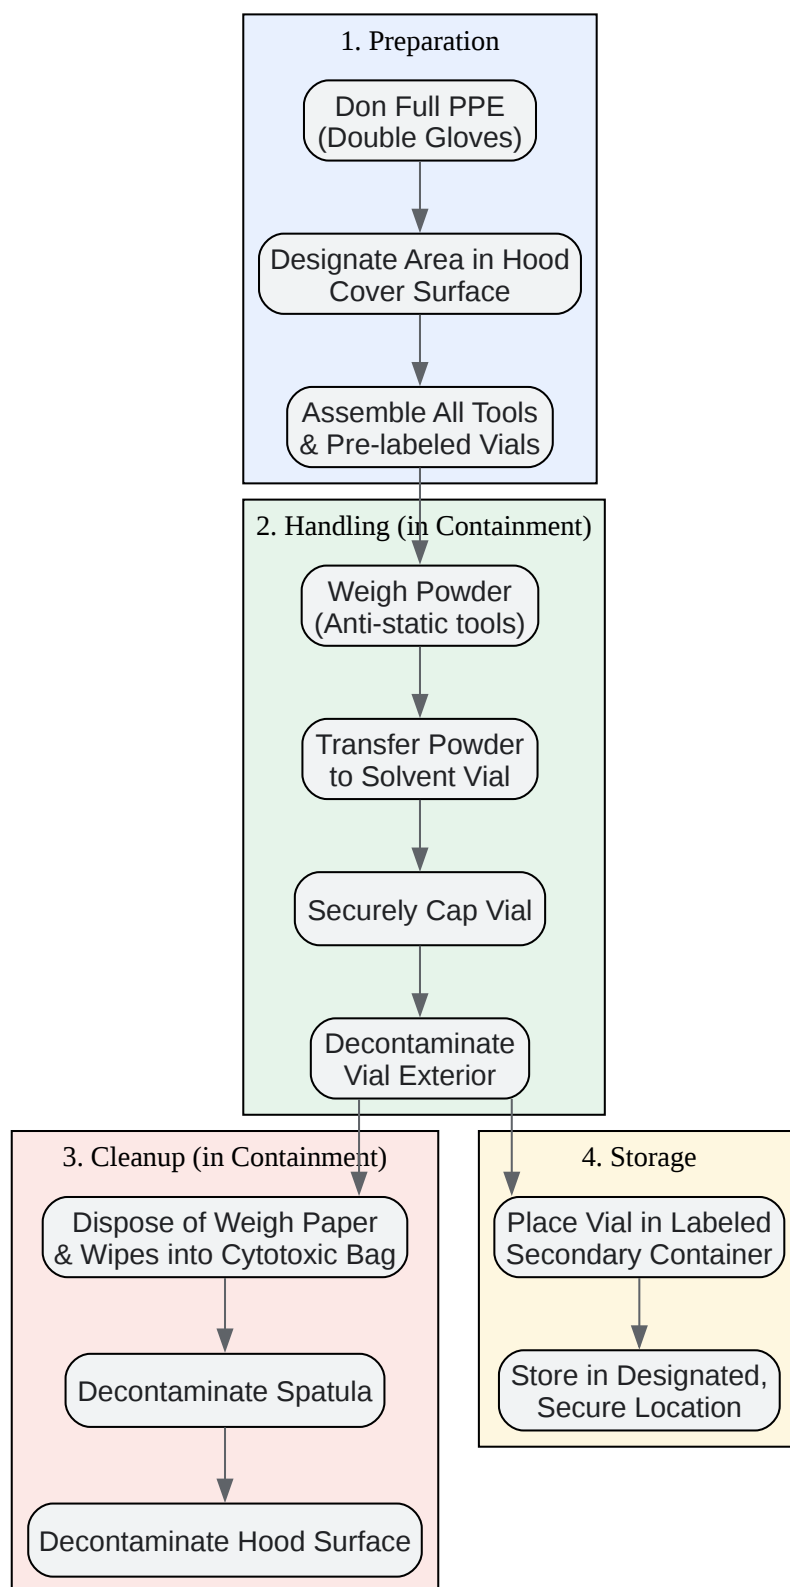 1. Preparation
Don Full PPE
(Double Gloves)
Designate Area in Hood
Cover Surface
Assemble All Tools
& Pre-labeled Vials
2. Handling (in Containment)
Weigh Powder
(Anti-static tools)
Transfer Powder
to Solvent Vial
Securely Cap Vial
Decontaminate
Vial Exterior
3. Cleanup (in Containment)
Dispose of Weigh Paper
& Wipes into Cytotoxic Bag
Decontaminate Spatula
Decontaminate Hood Surface
4. Storage
Place Vial in Labeled
Secondary Container
Store in Designated,
Secure Location